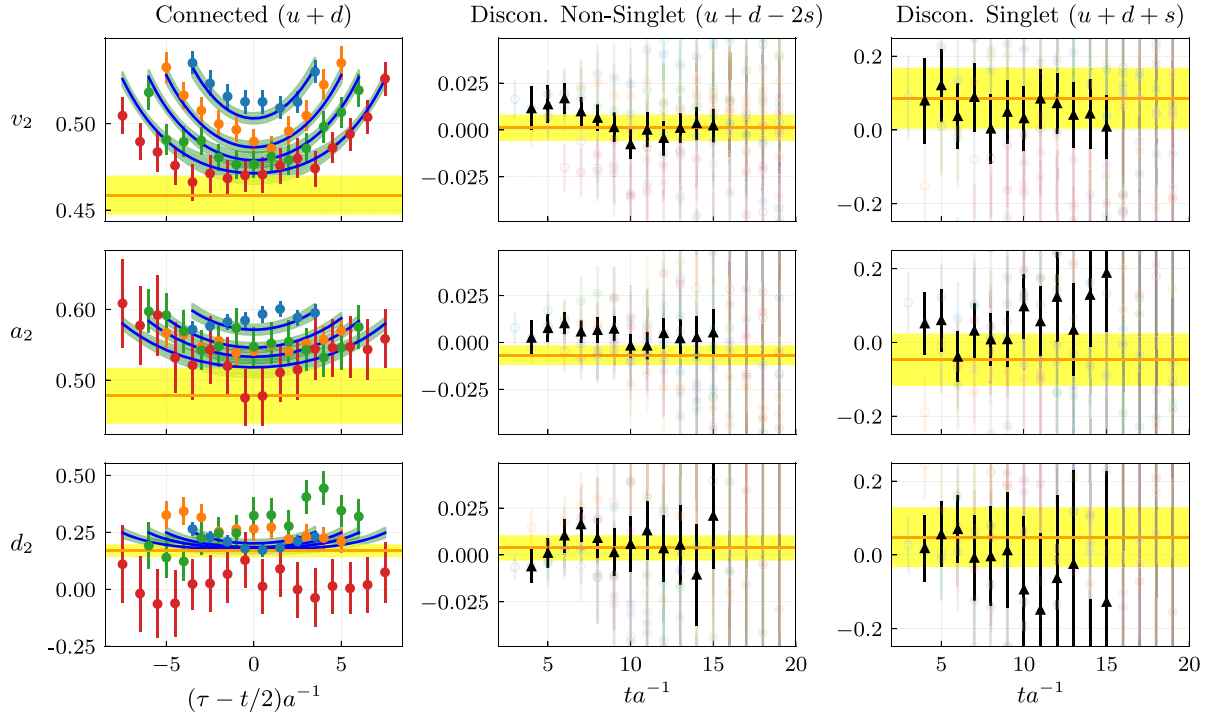 Connected (u + d)
Discon. Non-Singlet (u + d − 2s)
Discon. Singlet (u + d + s)
v₂
0.50
0.45
0.025
0.000
−0.025
0.2
0.0
−0.2
a₂
0.60
0.50
0.025
0.000
−0.025
0.2
0.0
−0.2
d₂
0.50
0.25
0.00
-0.25
0.025
0.000
−0.025
0.2
0.0
−0.2
−5 0 5
5 10 15 20
5 10 15 20
(τ − t/2)a⁻¹
ta⁻¹
ta⁻¹